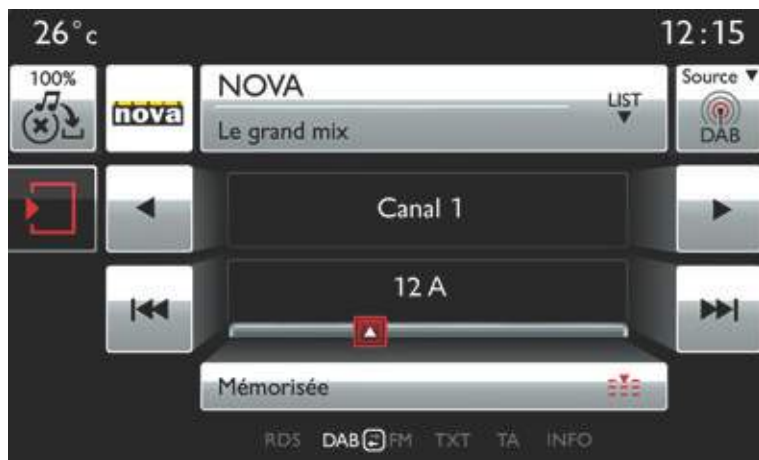 26°c 12:15
100%
nova
NOVA
Le grand mix
LIST
Source
DAB
Canal 1
12 A
Mémorisée
RDS DAB FM TXT TA INFO